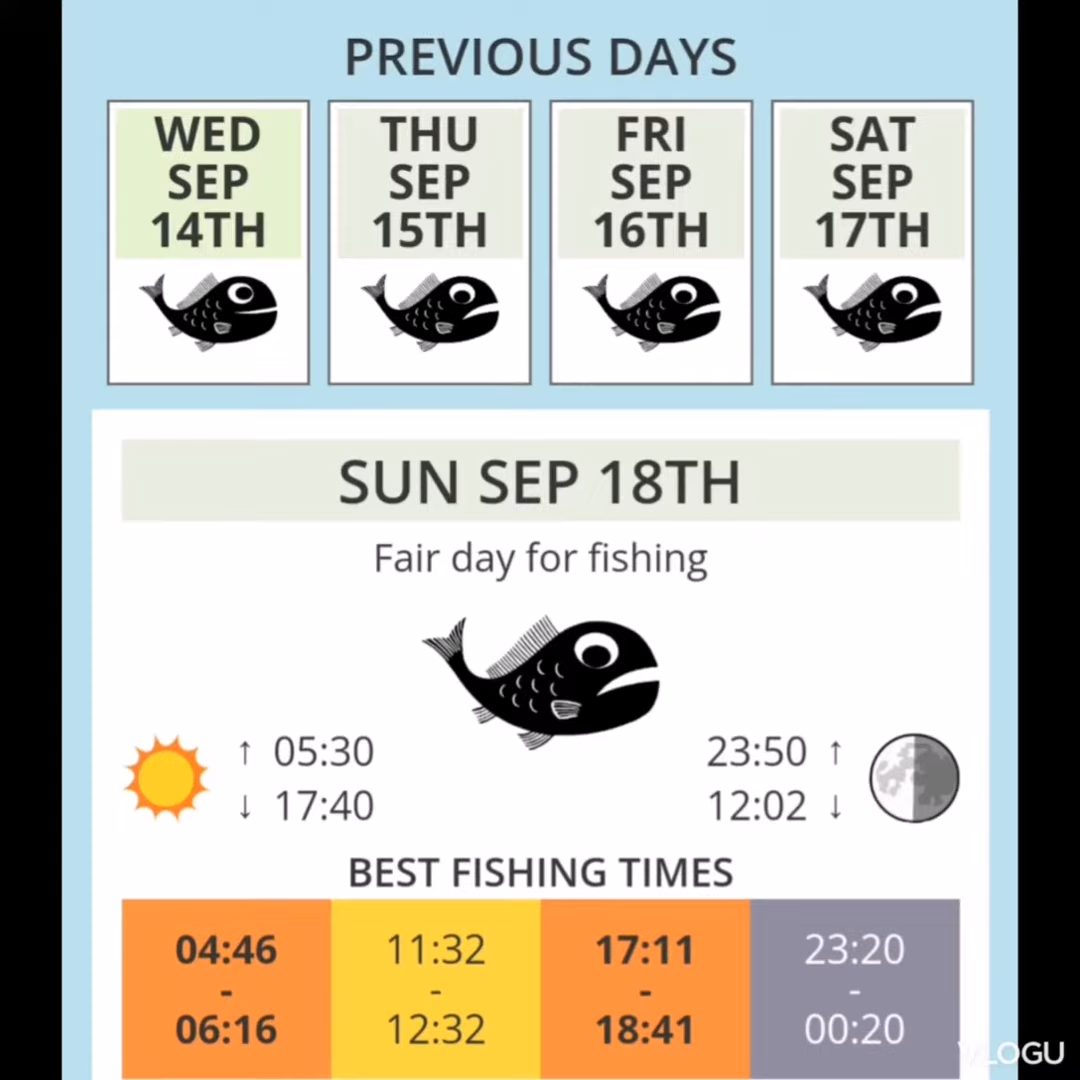 PREVIOUS DAYS
WED
SEP
14TH
THU
SEP
15TH
FRI
SEP
16TH
SAT
SEP
17TH
SUN SEP 18TH
Fair day for fishing
↑ 05:30
↓ 17:40
23:50 ↑
12:02 ↓
BEST FISHING TIMES
04:46
-
06:16
11:32
-
12:32
17:11
-
18:41
23:20
-
00:20
VLOGU